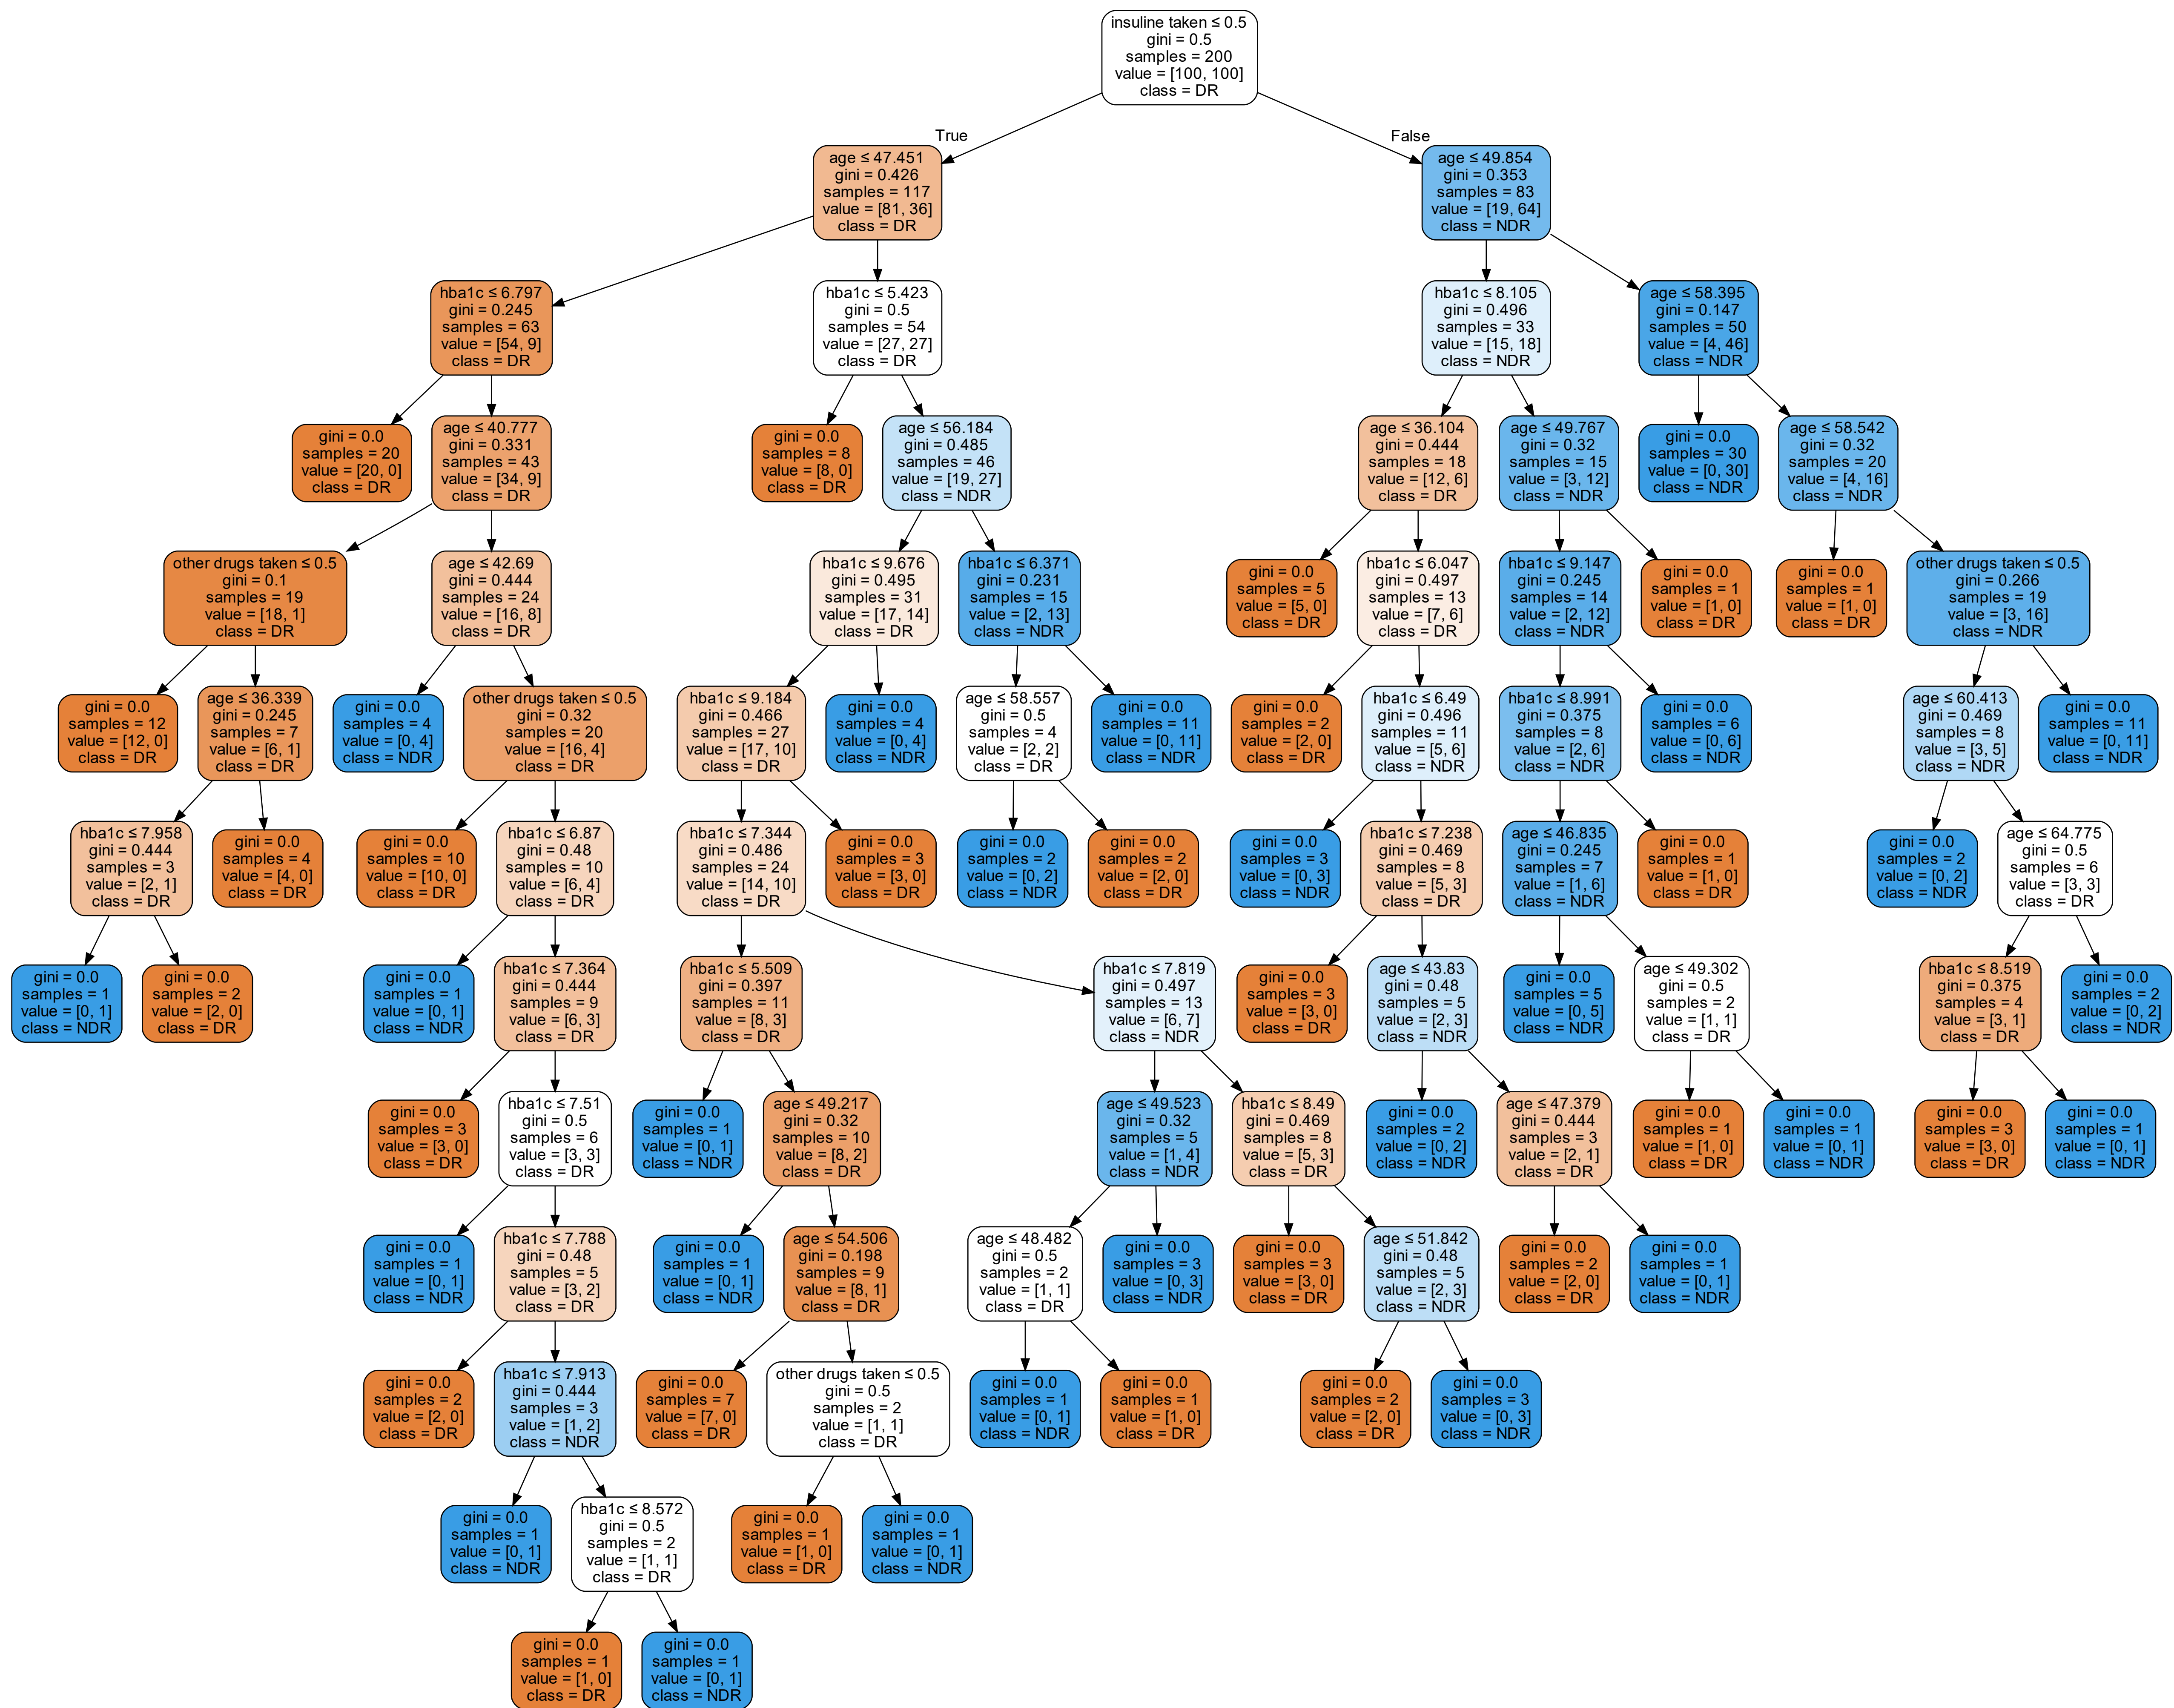 insuline taken ≤ 0.5
gini = 0.5
samples = 200
value = [100, 100]
class = DR
True
False
age ≤ 47.451
gini = 0.426
samples = 117
value = [81, 36]
class = DR
age ≤ 49.854
gini = 0.353
samples = 83
value = [19, 64]
class = NDR
hba1c ≤ 6.797
gini = 0.245
samples = 63
value = [54, 9]
class = DR
hba1c ≤ 5.423
gini = 0.5
samples = 54
value = [27, 27]
class = DR
hba1c ≤ 8.105
gini = 0.496
samples = 33
value = [15, 18]
class = NDR
age ≤ 58.395
gini = 0.147
samples = 50
value = [4, 46]
class = NDR
gini = 0.0
samples = 20
value = [20, 0]
class = DR
age ≤ 40.777
gini = 0.331
samples = 43
value = [34, 9]
class = DR
gini = 0.0
samples = 8
value = [8, 0]
class = DR
age ≤ 56.184
gini = 0.485
samples = 46
value = [19, 27]
class = NDR
age ≤ 36.104
gini = 0.444
samples = 18
value = [12, 6]
class = DR
age ≤ 49.767
gini = 0.32
samples = 15
value = [3, 12]
class = NDR
gini = 0.0
samples = 30
value = [0, 30]
class = NDR
age ≤ 58.542
gini = 0.32
samples = 20
value = [4, 16]
class = NDR
other drugs taken ≤ 0.5
gini = 0.1
samples = 19
value = [18, 1]
class = DR
age ≤ 42.69
gini = 0.444
samples = 24
value = [16, 8]
class = DR
hba1c ≤ 9.676
gini = 0.495
samples = 31
value = [17, 14]
class = DR
hba1c ≤ 6.371
gini = 0.231
samples = 15
value = [2, 13]
class = NDR
gini = 0.0
samples = 5
value = [5, 0]
class = DR
hba1c ≤ 6.047
gini = 0.497
samples = 13
value = [7, 6]
class = DR
hba1c ≤ 9.147
gini = 0.245
samples = 14
value = [2, 12]
class = NDR
gini = 0.0
samples = 1
value = [1, 0]
class = DR
gini = 0.0
samples = 1
value = [1, 0]
class = DR
other drugs taken ≤ 0.5
gini = 0.266
samples = 19
value = [3, 16]
class = NDR
gini = 0.0
samples = 12
value = [12, 0]
class = DR
age ≤ 36.339
gini = 0.245
samples = 7
value = [6, 1]
class = DR
gini = 0.0
samples = 4
value = [0, 4]
class = NDR
other drugs taken ≤ 0.5
gini = 0.32
samples = 20
value = [16, 4]
class = DR
hba1c ≤ 9.184
gini = 0.466
samples = 27
value = [17, 10]
class = DR
gini = 0.0
samples = 4
value = [0, 4]
class = NDR
age ≤ 58.557
gini = 0.5
samples = 4
value = [2, 2]
class = DR
gini = 0.0
samples = 11
value = [0, 11]
class = NDR
gini = 0.0
samples = 2
value = [2, 0]
class = DR
hba1c ≤ 6.49
gini = 0.496
samples = 11
value = [5, 6]
class = NDR
hba1c ≤ 8.991
gini = 0.375
samples = 8
value = [2, 6]
class = NDR
gini = 0.0
samples = 6
value = [0, 6]
class = NDR
age ≤ 60.413
gini = 0.469
samples = 8
value = [3, 5]
class = NDR
gini = 0.0
samples = 11
value = [0, 11]
class = NDR
hba1c ≤ 7.958
gini = 0.444
samples = 3
value = [2, 1]
class = DR
gini = 0.0
samples = 4
value = [4, 0]
class = DR
gini = 0.0
samples = 10
value = [10, 0]
class = DR
hba1c ≤ 6.87
gini = 0.48
samples = 10
value = [6, 4]
class = DR
hba1c ≤ 7.344
gini = 0.486
samples = 24
value = [14, 10]
class = DR
gini = 0.0
samples = 3
value = [3, 0]
class = DR
gini = 0.0
samples = 2
value = [0, 2]
class = NDR
gini = 0.0
samples = 2
value = [2, 0]
class = DR
gini = 0.0
samples = 3
value = [0, 3]
class = NDR
hba1c ≤ 7.238
gini = 0.469
samples = 8
value = [5, 3]
class = DR
age ≤ 46.835
gini = 0.245
samples = 7
value = [1, 6]
class = NDR
gini = 0.0
samples = 1
value = [1, 0]
class = DR
gini = 0.0
samples = 2
value = [0, 2]
class = NDR
age ≤ 64.775
gini = 0.5
samples = 6
value = [3, 3]
class = DR
gini = 0.0
samples = 1
value = [0, 1]
class = NDR
gini = 0.0
samples = 2
value = [2, 0]
class = DR
gini = 0.0
samples = 1
value = [0, 1]
class = NDR
hba1c ≤ 7.364
gini = 0.444
samples = 9
value = [6, 3]
class = DR
hba1c ≤ 5.509
gini = 0.397
samples = 11
value = [8, 3]
class = DR
hba1c ≤ 7.819
gini = 0.497
samples = 13
value = [6, 7]
class = NDR
gini = 0.0
samples = 3
value = [3, 0]
class = DR
age ≤ 43.83
gini = 0.48
samples = 5
value = [2, 3]
class = NDR
gini = 0.0
samples = 5
value = [0, 5]
class = NDR
age ≤ 49.302
gini = 0.5
samples = 2
value = [1, 1]
class = DR
hba1c ≤ 8.519
gini = 0.375
samples = 4
value = [3, 1]
class = DR
gini = 0.0
samples = 2
value = [0, 2]
class = NDR
gini = 0.0
samples = 3
value = [3, 0]
class = DR
hba1c ≤ 7.51
gini = 0.5
samples = 6
value = [3, 3]
class = DR
gini = 0.0
samples = 1
value = [0, 1]
class = NDR
age ≤ 49.217
gini = 0.32
samples = 10
value = [8, 2]
class = DR
age ≤ 49.523
gini = 0.32
samples = 5
value = [1, 4]
class = NDR
hba1c ≤ 8.49
gini = 0.469
samples = 8
value = [5, 3]
class = DR
gini = 0.0
samples = 2
value = [0, 2]
class = NDR
age ≤ 47.379
gini = 0.444
samples = 3
value = [2, 1]
class = DR
gini = 0.0
samples = 1
value = [1, 0]
class = DR
gini = 0.0
samples = 1
value = [0, 1]
class = NDR
gini = 0.0
samples = 3
value = [3, 0]
class = DR
gini = 0.0
samples = 1
value = [0, 1]
class = NDR
gini = 0.0
samples = 1
value = [0, 1]
class = NDR
hba1c ≤ 7.788
gini = 0.48
samples = 5
value = [3, 2]
class = DR
gini = 0.0
samples = 1
value = [0, 1]
class = NDR
age ≤ 54.506
gini = 0.198
samples = 9
value = [8, 1]
class = DR
age ≤ 48.482
gini = 0.5
samples = 2
value = [1, 1]
class = DR
gini = 0.0
samples = 3
value = [0, 3]
class = NDR
gini = 0.0
samples = 3
value = [3, 0]
class = DR
age ≤ 51.842
gini = 0.48
samples = 5
value = [2, 3]
class = NDR
gini = 0.0
samples = 2
value = [2, 0]
class = DR
gini = 0.0
samples = 1
value = [0, 1]
class = NDR
gini = 0.0
samples = 2
value = [2, 0]
class = DR
hba1c ≤ 7.913
gini = 0.444
samples = 3
value = [1, 2]
class = NDR
gini = 0.0
samples = 7
value = [7, 0]
class = DR
other drugs taken ≤ 0.5
gini = 0.5
samples = 2
value = [1, 1]
class = DR
gini = 0.0
samples = 1
value = [0, 1]
class = NDR
gini = 0.0
samples = 1
value = [1, 0]
class = DR
gini = 0.0
samples = 2
value = [2, 0]
class = DR
gini = 0.0
samples = 3
value = [0, 3]
class = NDR
gini = 0.0
samples = 1
value = [0, 1]
class = NDR
hba1c ≤ 8.572
gini = 0.5
samples = 2
value = [1, 1]
class = DR
gini = 0.0
samples = 1
value = [1, 0]
class = DR
gini = 0.0
samples = 1
value = [0, 1]
class = NDR
gini = 0.0
samples = 1
value = [1, 0]
class = DR
gini = 0.0
samples = 1
value = [0, 1]
class = NDR